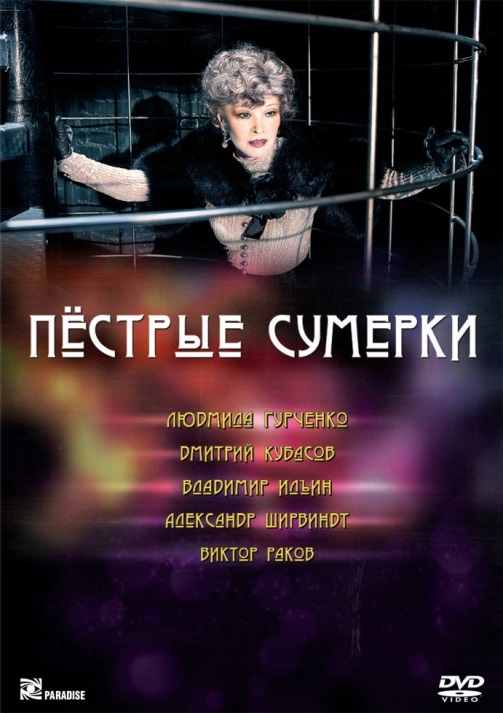 ПЁСТРЫЕ СУМЕРКИ
ЛЮДМИЛА ГУРЧЕНКО
ДМИТРИЙ КУБАСОВ
ВЛАДИМИР ИЛЬИН
АЛЕКСАНДР ШИРВИНДТ
ВИКТОР РАКОВ
PARADISE
DVD
VIDEO